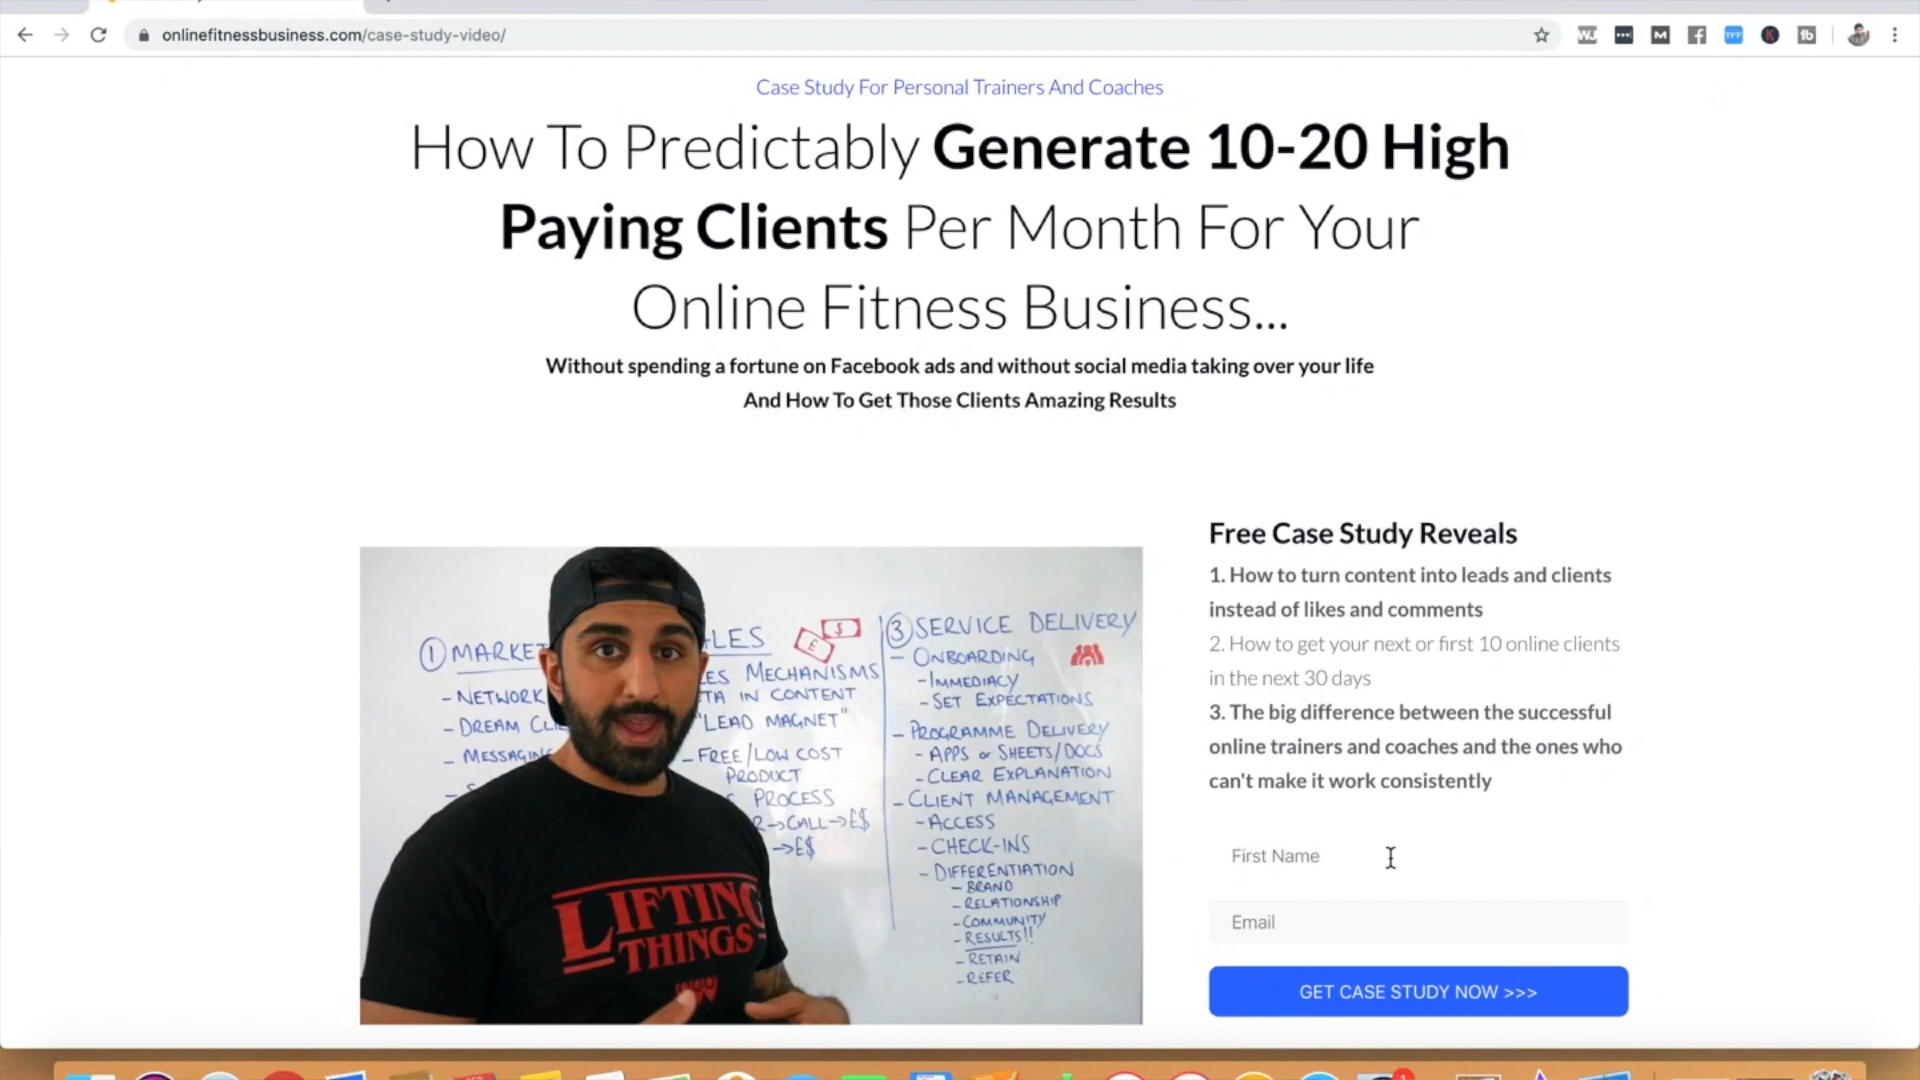 onlinefitnessbusiness.com/case-study-video/
Case Study For Personal Trainers And Coaches
How To Predictably Generate 10-20 High
Paying Clients Per Month For Your
Online Fitness Business...
Without spending a fortune on Facebook ads and without social media taking over your life
And How To Get Those Clients Amazing Results
① MARKET
- NETWORK
- DREAM CLI
- MESSAGING
LES
ES MECHANISMS
TA IN CONTENT
"LEAD MAGNET"
- FREE/LOW COST
PRODUCT
PROCESS
R→CALL→£$
→£$
£
$
③ SERVICE DELIVERY
- ONBOARDING
- IMMEDIACY
- SET EXPECTATIONS
- PROGRAMME DELIVERY
- APPS or SHEETS/DOCS
- CLEAR EXPLANATION
- CLIENT MANAGEMENT
- ACCESS
- CHECK-INS
- DIFFERENTIATION
- BRAND
- RELATIONSHIP
- COMMUNITY
- RESULTS!!
- RETAIN
- REFER
LIFTING
THINGS
Free Case Study Reveals
1. How to turn content into leads and clients
instead of likes and comments
2. How to get your next or first 10 online clients
in the next 30 days
3. The big difference between the successful
online trainers and coaches and the ones who
can't make it work consistently
First Name
Email
GET CASE STUDY NOW >>>